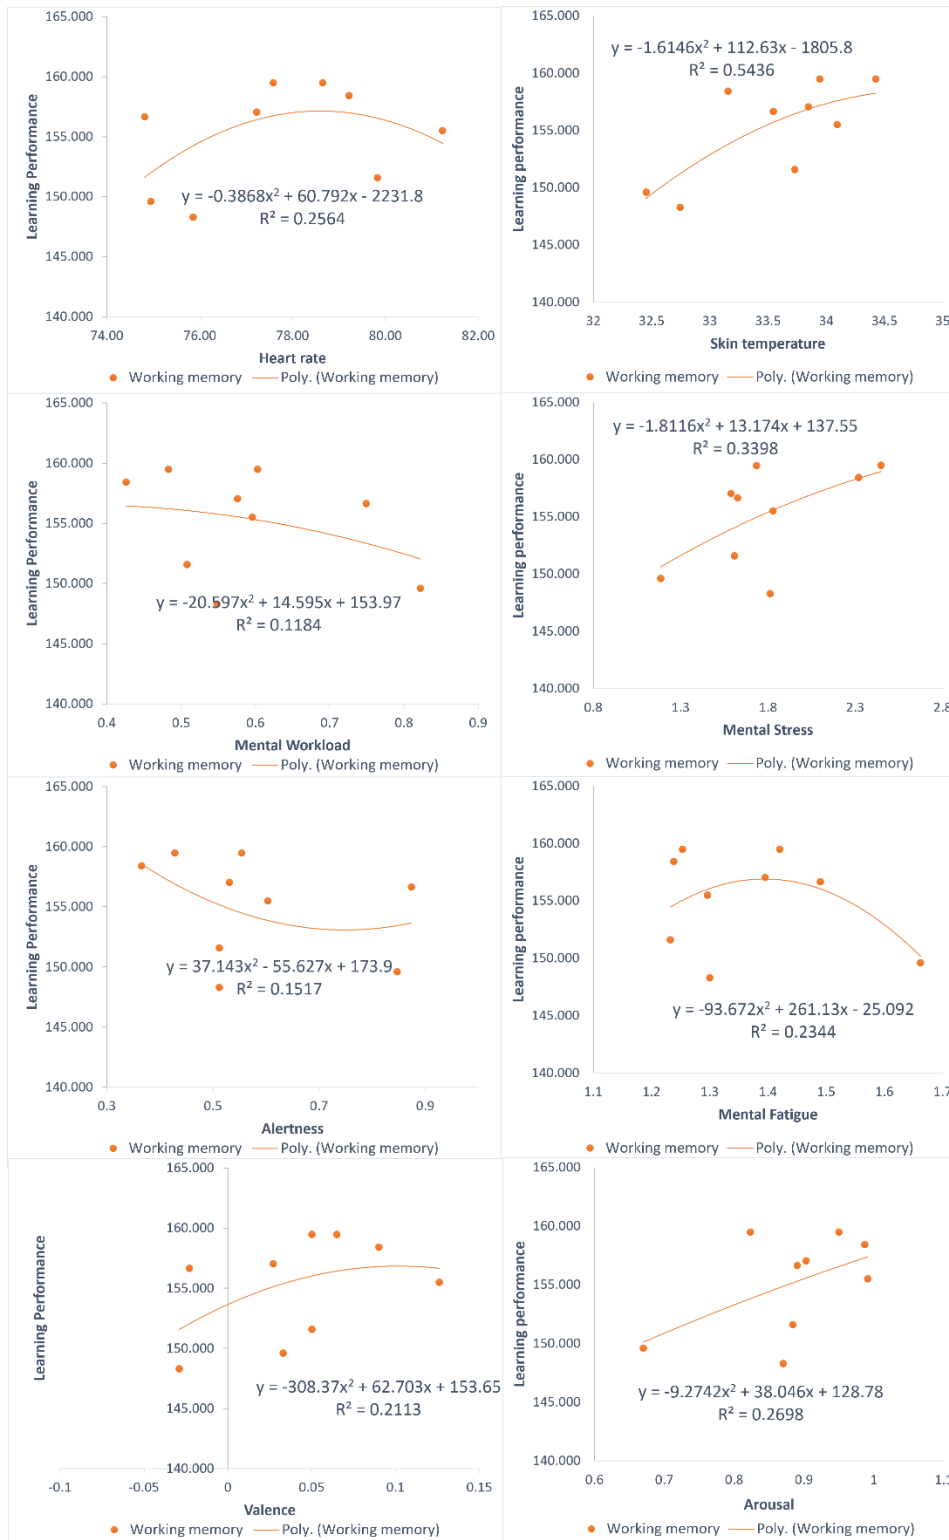 165.000
160.000
155.000
150.000
145.000
140.000
Learning Performance
y = -0.3868x² + 60.792x - 2231.8
R² = 0.2564
74.00 76.00 78.00 80.00 82.00
Heart rate
Working memory Poly. (Working memory)
165.000
160.000
155.000
150.000
145.000
140.000
Learning performance
y = -1.6146x² + 112.63x - 1805.8
R² = 0.5436
32 32.5 33 33.5 34 34.5 35
Skin temperature
Working memory Poly. (Working memory)
165.000
160.000
155.000
150.000
145.000
140.000
Learning Performance
y = -20.597x² + 14.595x + 153.97
R² = 0.1184
0.4 0.5 0.6 0.7 0.8 0.9
Mental Workload
Working memory Poly. (Working memory)
165.000
160.000
155.000
150.000
145.000
140.000
Learning performance
y = -1.8116x² + 13.174x + 137.55
R² = 0.3398
0.8 1.3 1.8 2.3 2.8
Mental Stress
Working memory Poly. (Working memory)
165.000
160.000
155.000
150.000
145.000
140.000
Learning Performance
y = 37.143x² - 55.627x + 173.9
R² = 0.1517
0.3 0.5 0.7 0.9
Alertness
Working memory Poly. (Working memory)
165.000
160.000
155.000
150.000
145.000
140.000
Learning performance
y = -93.672x² + 261.13x - 25.092
R² = 0.2344
1.1 1.2 1.3 1.4 1.5 1.6 1.7
Mental Fatigue
Working memory Poly. (Working memory)
165.000
160.000
155.000
150.000
145.000
140.000
Learning Performance
y = -308.37x² + 62.703x + 153.65
R² = 0.2113
-0.1 -0.05 0 0.05 0.1 0.15
Valence
Working memory Poly. (Working memory)
165.000
160.000
155.000
150.000
145.000
140.000
Learning performance
y = -9.2742x² + 38.046x + 128.78
R² = 0.2698
0.6 0.7 0.8 0.9 1 1.1
Arousal
Working memory Poly. (Working memory)